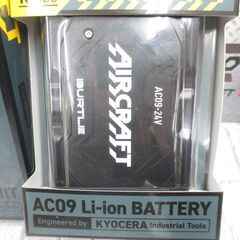 AIRCRAFT
BURTLE
AC09-24V
AC09 Li-ion BATTERY
Engineered by KYOCERA Industrial Tools